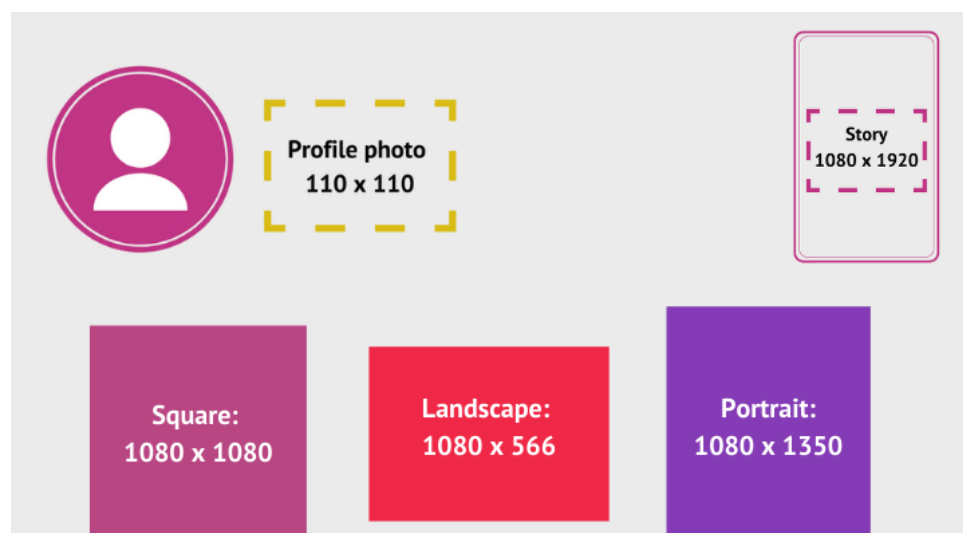 Profile photo
110 x 110
Story
1080 x 1920
Square:
1080 x 1080
Landscape:
1080 x 566
Portrait:
1080 x 1350